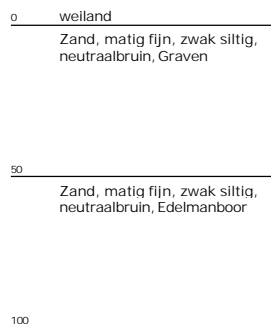 0 weiland
Zand, matig fijn, zwak siltig,
neutraalbruin, Graven
50
Zand, matig fijn, zwak siltig,
neutraalbruin, Edelmanboor
100